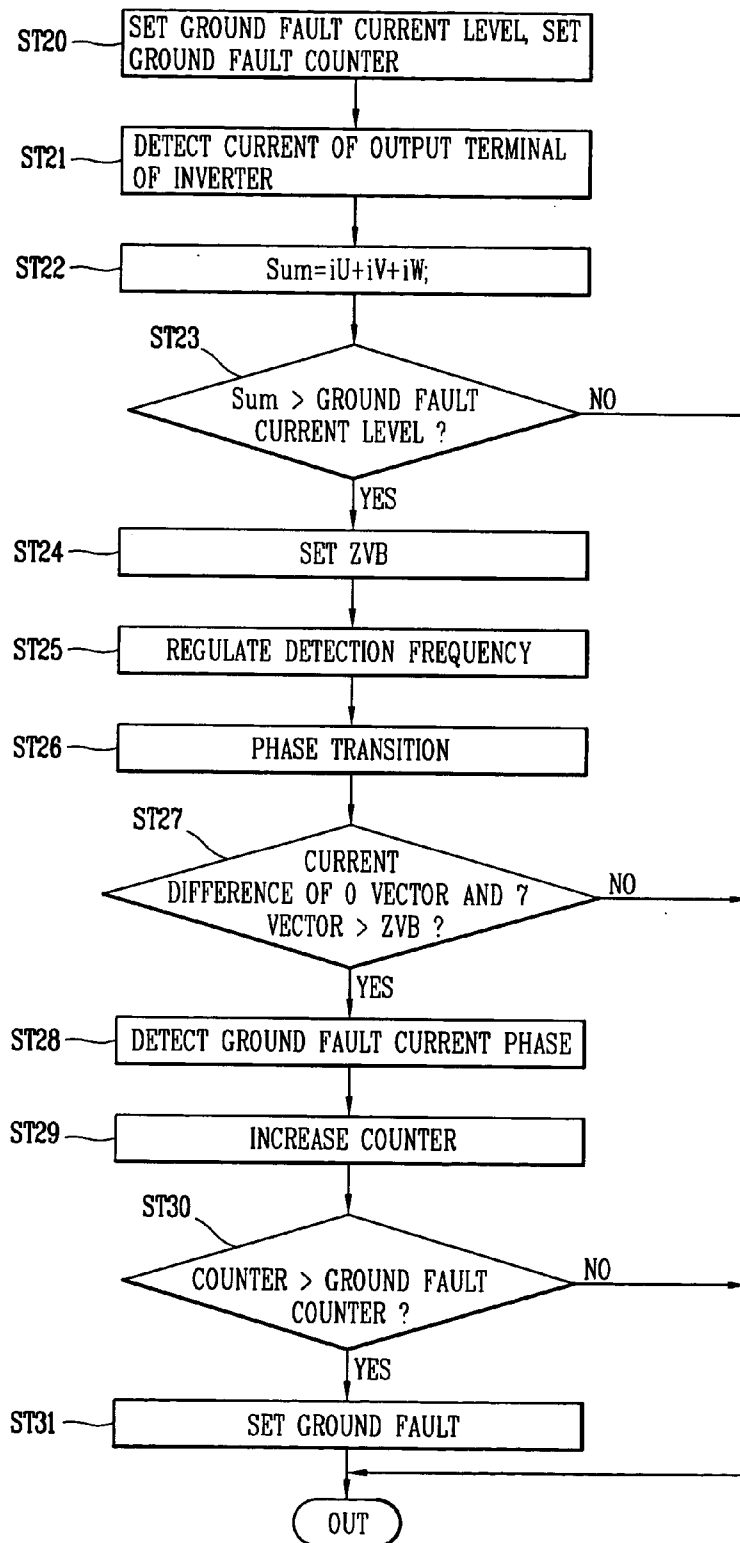 ST20
SET GROUND FAULT CURRENT LEVEL, SET
GROUND FAULT COUNTER
ST21
DETECT CURRENT OF OUTPUT TERMINAL
OF INVERTER
ST22
Sum=iU+iV+iW;
ST23
Sum > GROUND FAULT
CURRENT LEVEL ?
NO
YES
ST24
SET ZVB
ST25
REGULATE DETECTION FREQUENCY
ST26
PHASE TRANSITION
ST27
CURRENT
DIFFERENCE OF 0 VECTOR AND 7
VECTOR > ZVB ?
NO
YES
ST28
DETECT GROUND FAULT CURRENT PHASE
ST29
INCREASE COUNTER
ST30
COUNTER > GROUND FAULT
COUNTER ?
NO
YES
ST31
SET GROUND FAULT
OUT